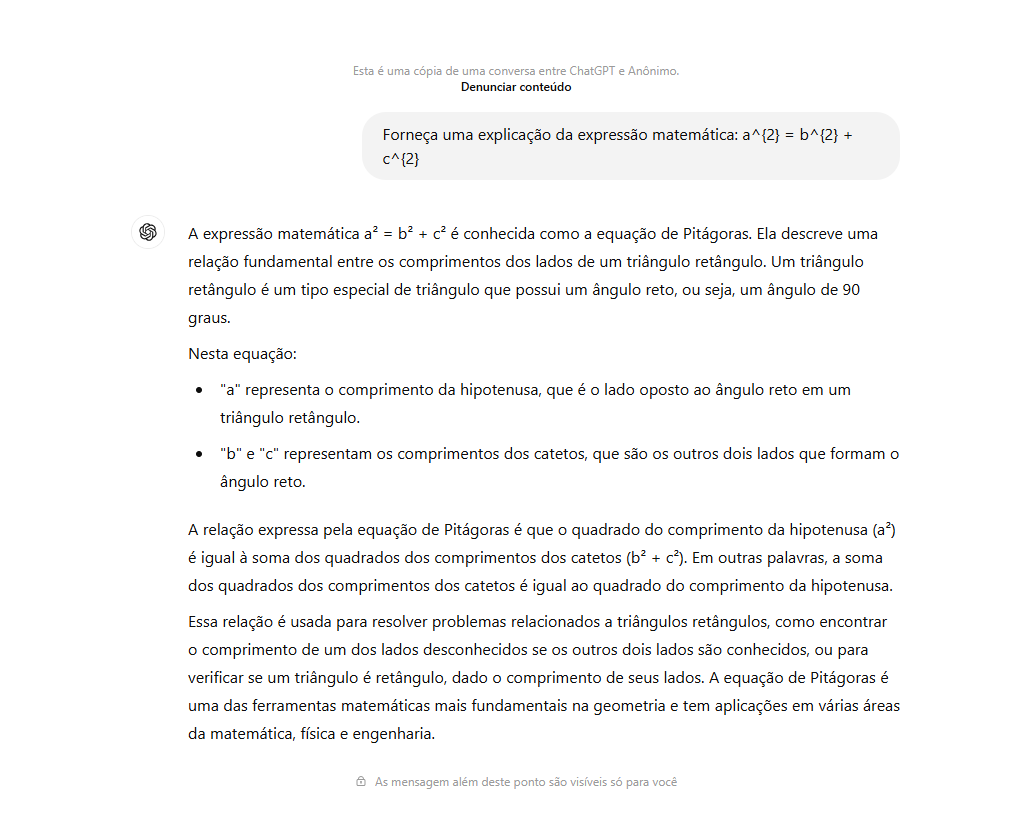 Esta é uma cópia de uma conversa entre ChatGPT e Anônimo.
Denunciar conteúdo
Forneça uma explicação da expressão matemática: a^{2} = b^{2} +
c^{2}
A expressão matemática a² = b² + c² é conhecida como a equação de Pitágoras. Ela descreve uma
relação fundamental entre os comprimentos dos lados de um triângulo retângulo. Um triângulo
retângulo é um tipo especial de triângulo que possui um ângulo reto, ou seja, um ângulo de 90
graus.
Nesta equação:
• "a" representa o comprimento da hipotenusa, que é o lado oposto ao ângulo reto em um
triângulo retângulo.
• "b" e "c" representam os comprimentos dos catetos, que são os outros dois lados que formam o
ângulo reto.
A relação expressa pela equação de Pitágoras é que o quadrado do comprimento da hipotenusa (a²)
é igual à soma dos quadrados dos comprimentos dos catetos (b² + c²). Em outras palavras, a soma
dos quadrados dos comprimentos dos catetos é igual ao quadrado do comprimento da hipotenusa.
Essa relação é usada para resolver problemas relacionados a triângulos retângulos, como encontrar
o comprimento de um dos lados desconhecidos se os outros dois lados são conhecidos, ou para
verificar se um triângulo é retângulo, dado o comprimento de seus lados. A equação de Pitágoras é
uma das ferramentas matemáticas mais fundamentais na geometria e tem aplicações em várias áreas
da matemática, física e engenharia.
As mensagem além deste ponto são visíveis só para você